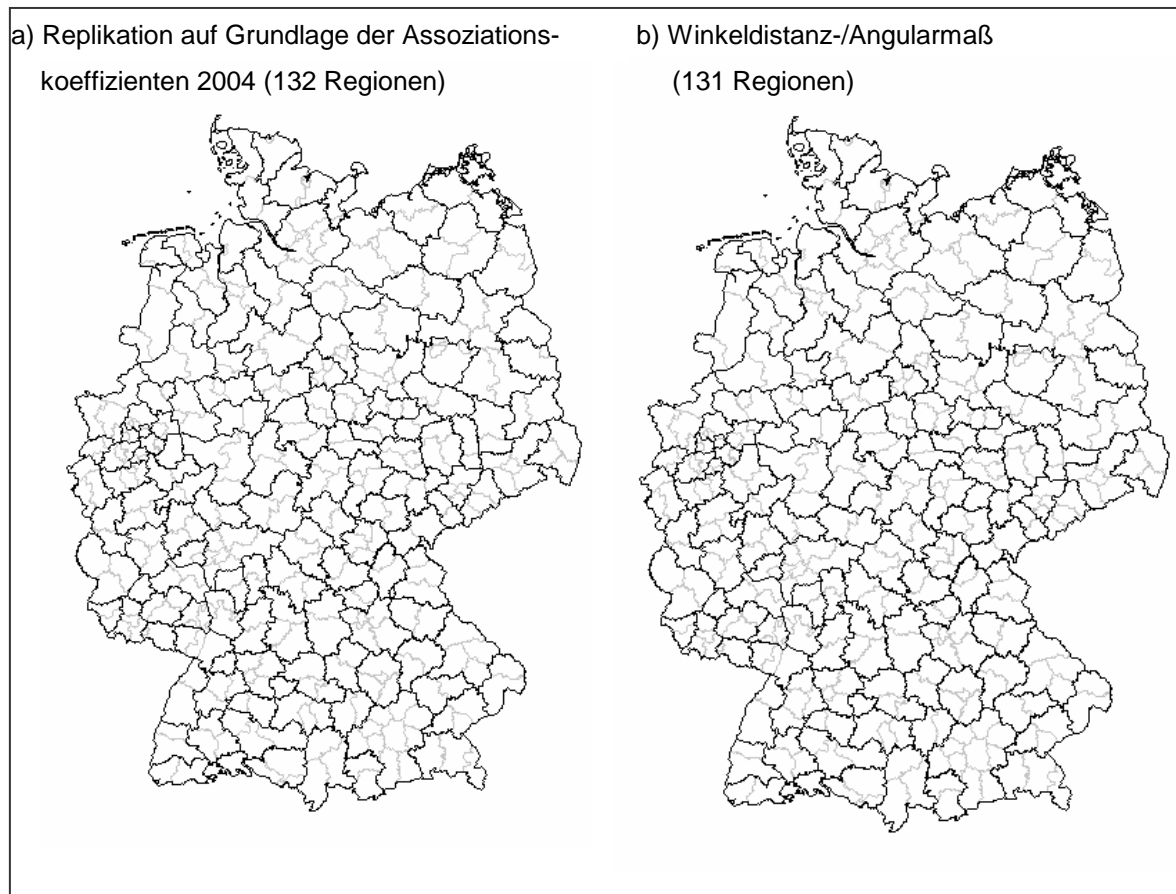 a) Replikation auf Grundlage der Assoziations-
koeffizienten 2004 (132 Regionen)
b) Winkeldistanz-/Angularmaß
(131 Regionen)